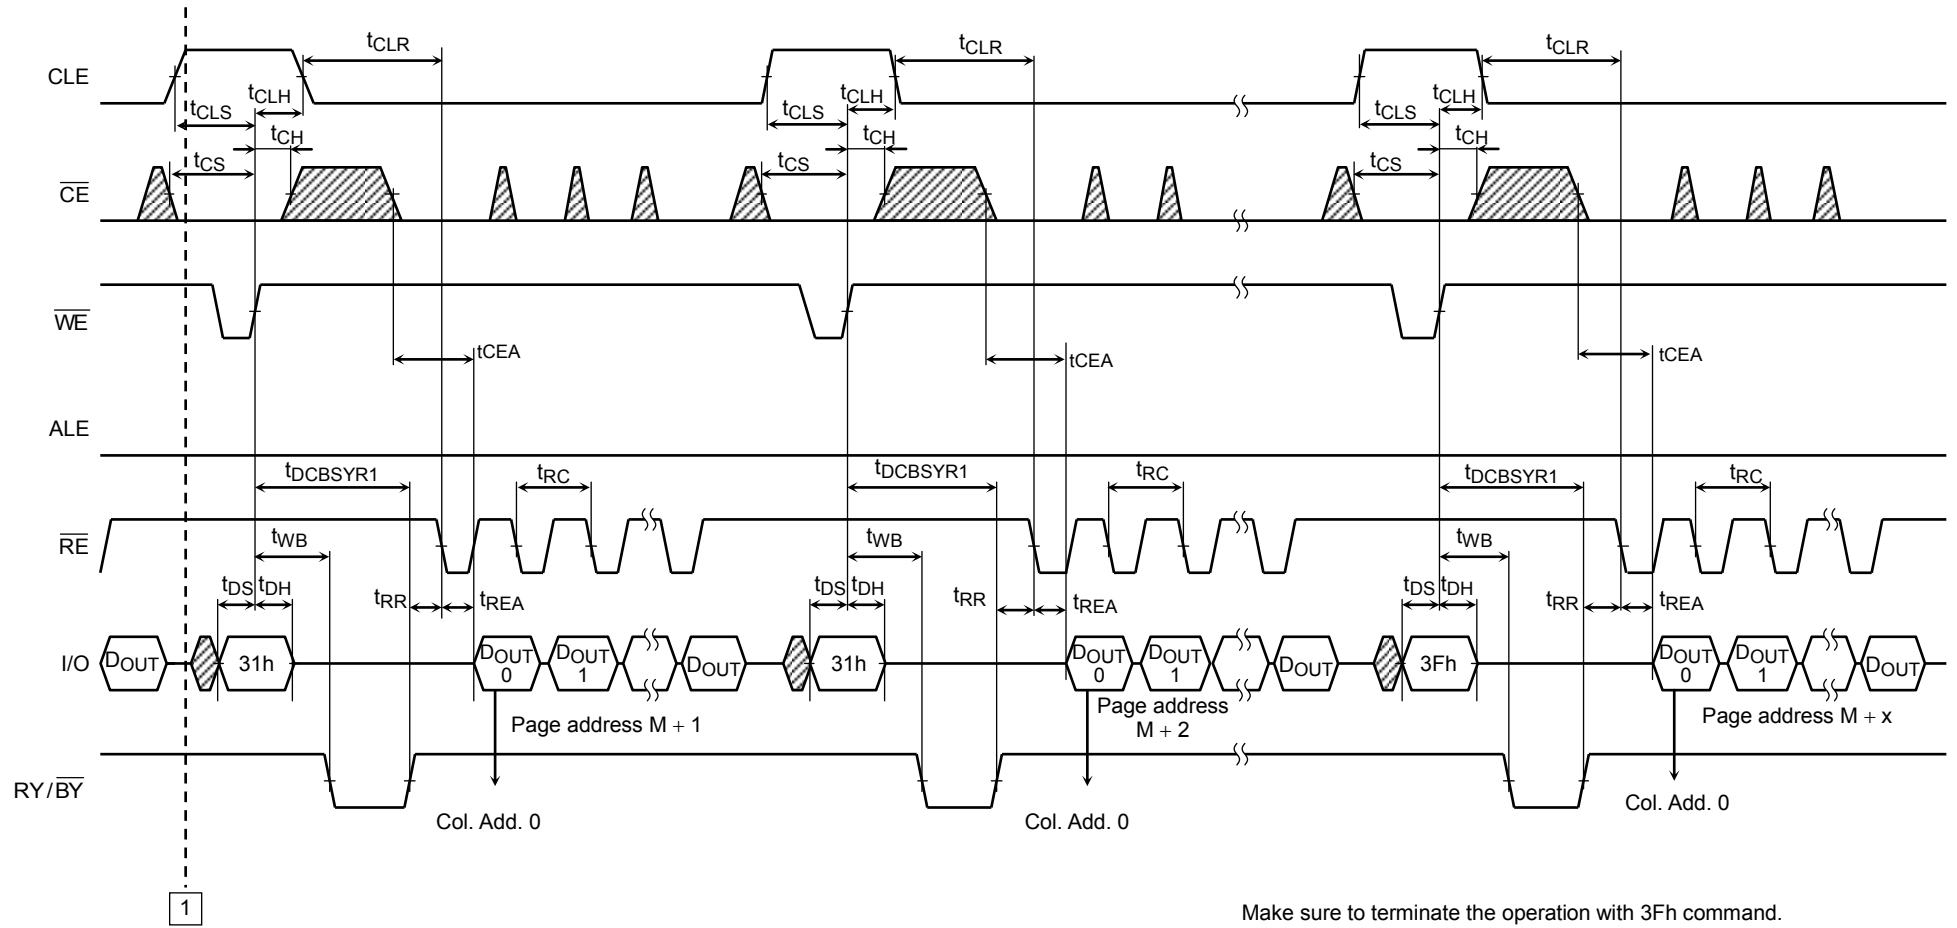 tCLR tCLR tCLR
CLE
tCLH tCLH tCLH
tCLS tCLS tCLS
tCH tCH tCH
tCS tCS tCS
CE
WE
tCEA tCEA tCEA
ALE
tDCBSYR1 tRC tDCBSYR1 tRC tDCBSYR1 tRC
RE
tWB tWB tWB
tDS tDH tDS tDH tDS tDH
tRR tREA tRR tREA tRR tREA
I/O DOUT 31h DOUT 0 DOUT 1 DOUT 31h DOUT 0 DOUT 1 DOUT 3Fh DOUT 0 DOUT 1 DOUT
Page address M + 1
Page address
M + 2
Page address M + x
RY/BY
Col. Add. 0 Col. Add. 0 Col. Add. 0
1
Make sure to terminate the operation with 3Fh command.